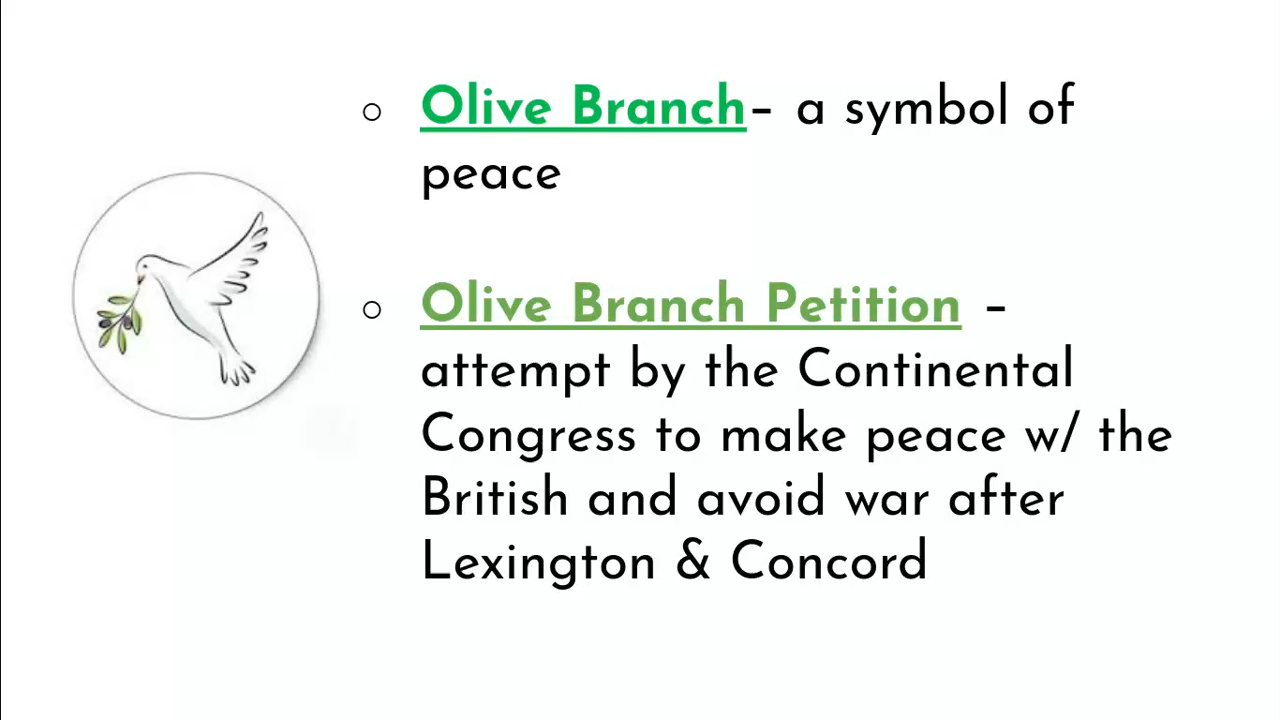 ○ Olive Branch– a symbol of
peace
○ Olive Branch Petition –
attempt by the Continental
Congress to make peace w/ the
British and avoid war after
Lexington & Concord